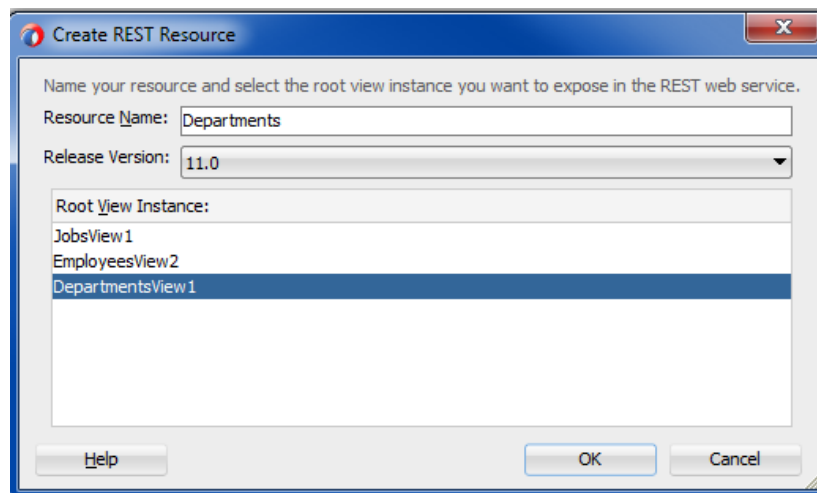 Create REST Resource
Name your resource and select the root view instance you want to expose in the REST web service.
Resource Name: Departments
Release Version: 11.0
Root View Instance:
JobsView1
EmployeesView2
DepartmentsView1
Help OK Cancel